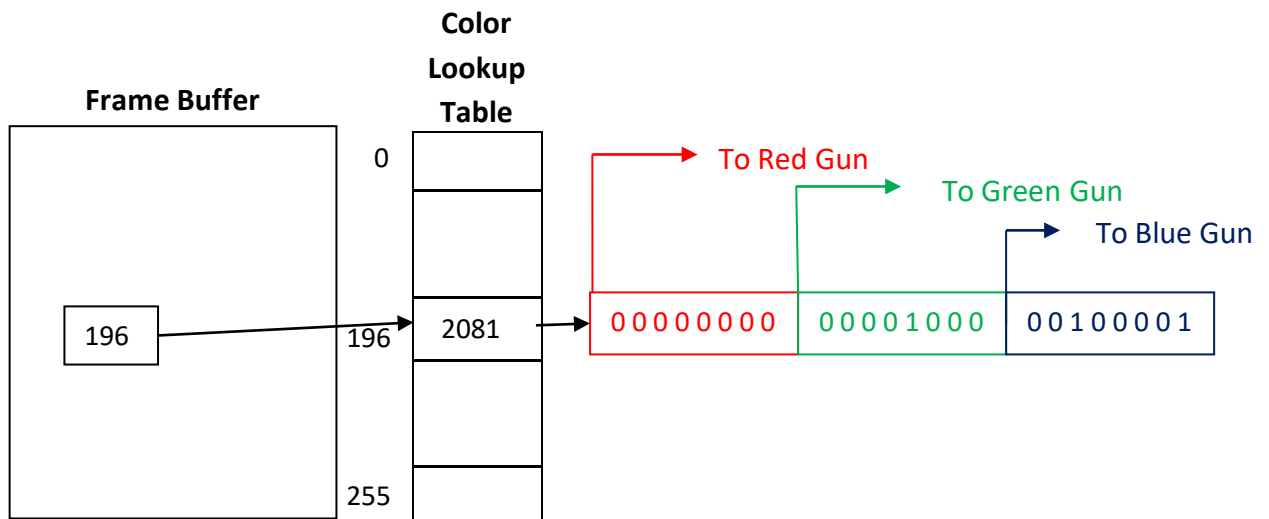 Color
Lookup
Table
Frame Buffer
0
To Red Gun
To Green Gun
To Blue Gun
196
196
2081
0 0 0 0 0 0 0 0
0 0 0 0 1 0 0 0
0 0 1 0 0 0 0 1
255